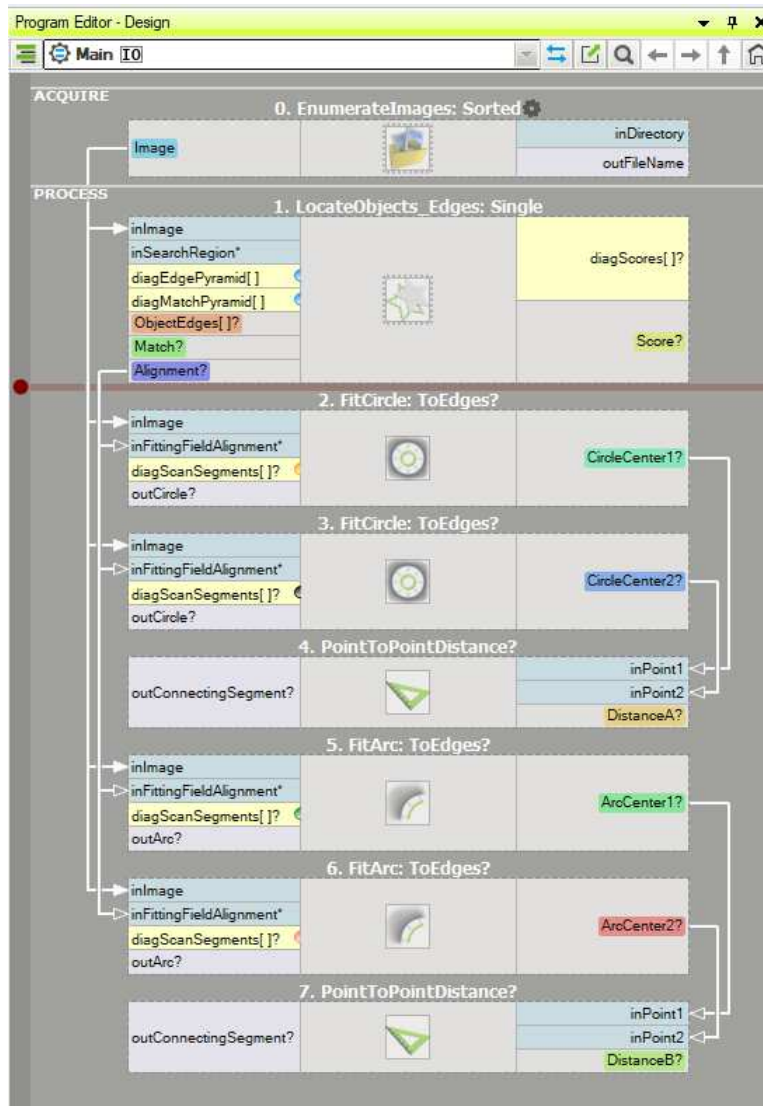 Program Editor - Design
Main IO
ACQUIRE
0. EnumerateImages: Sorted
Image
inDirectory
outFileName
PROCESS
1. LocateObjects_Edges: Single
inImage
inSearchRegion*
diagEdgePyramid[ ]
diagMatchPyramid[ ]
ObjectEdges[ ]?
Match?
Alignment?
diagScores[ ]?
Score?
2. FitCircle: ToEdges?
inImage
inFittingFieldAlignment*
diagScanSegments[ ]?
outCircle?
CircleCenter1?
3. FitCircle: ToEdges?
inImage
inFittingFieldAlignment*
diagScanSegments[ ]?
outCircle?
CircleCenter2?
4. PointToPointDistance?
outConnectingSegment?
inPoint1
inPoint2
DistanceA?
5. FitArc: ToEdges?
inImage
inFittingFieldAlignment*
diagScanSegments[ ]?
outArc?
ArcCenter1?
6. FitArc: ToEdges?
inImage
inFittingFieldAlignment*
diagScanSegments[ ]?
outArc?
ArcCenter2?
7. PointToPointDistance?
outConnectingSegment?
inPoint1
inPoint2
DistanceB?